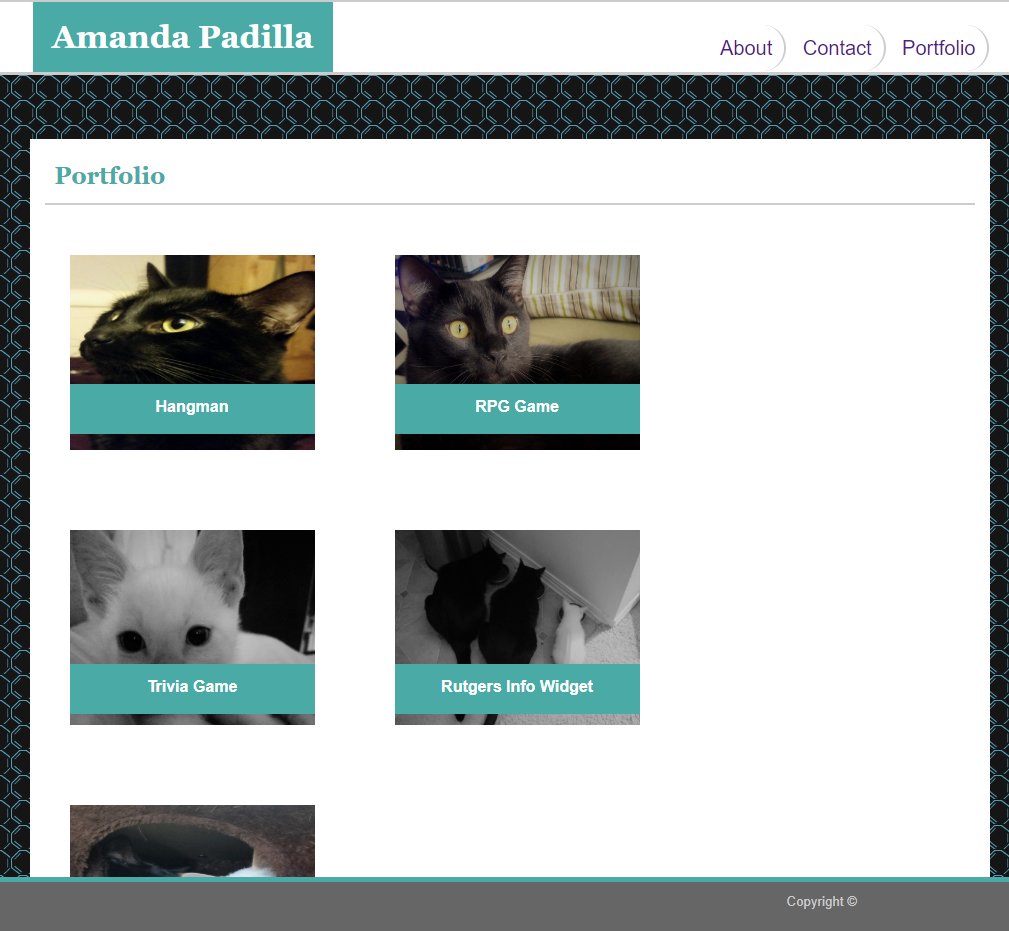 Amanda Padilla
About Contact Portfolio
Portfolio
Hangman
RPG Game
Trivia Game
Rutgers Info Widget
Copyright ©